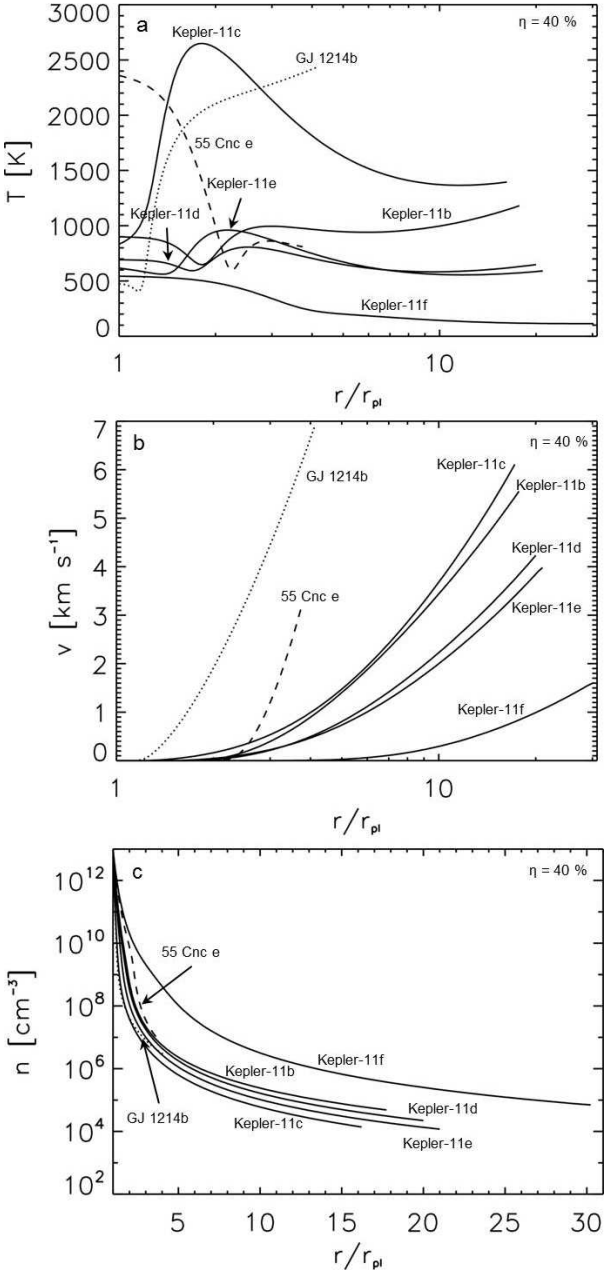 a
η = 40 %
Kepler-11c
GJ 1214b
55 Cnc e
Kepler-11e
Kepler-11d
Kepler-11b
Kepler-11f
T [K]
3000
2500
2000
1500
1000
500
0
1
10
r/r_pl
b
η = 40 %
Kepler-11c
GJ 1214b
Kepler-11b
Kepler-11d
55 Cnc e
Kepler-11e
Kepler-11f
v [km s⁻¹]
7
6
5
4
3
2
1
0
1
10
r/r_pl
c
η = 40 %
55 Cnc e
Kepler-11f
Kepler-11b
Kepler-11d
GJ 1214b
Kepler-11c
Kepler-11e
n [cm⁻³]
10¹²
10¹⁰
10⁸
10⁶
10⁴
10²
5 10 15 20 25 30
r/r_pl